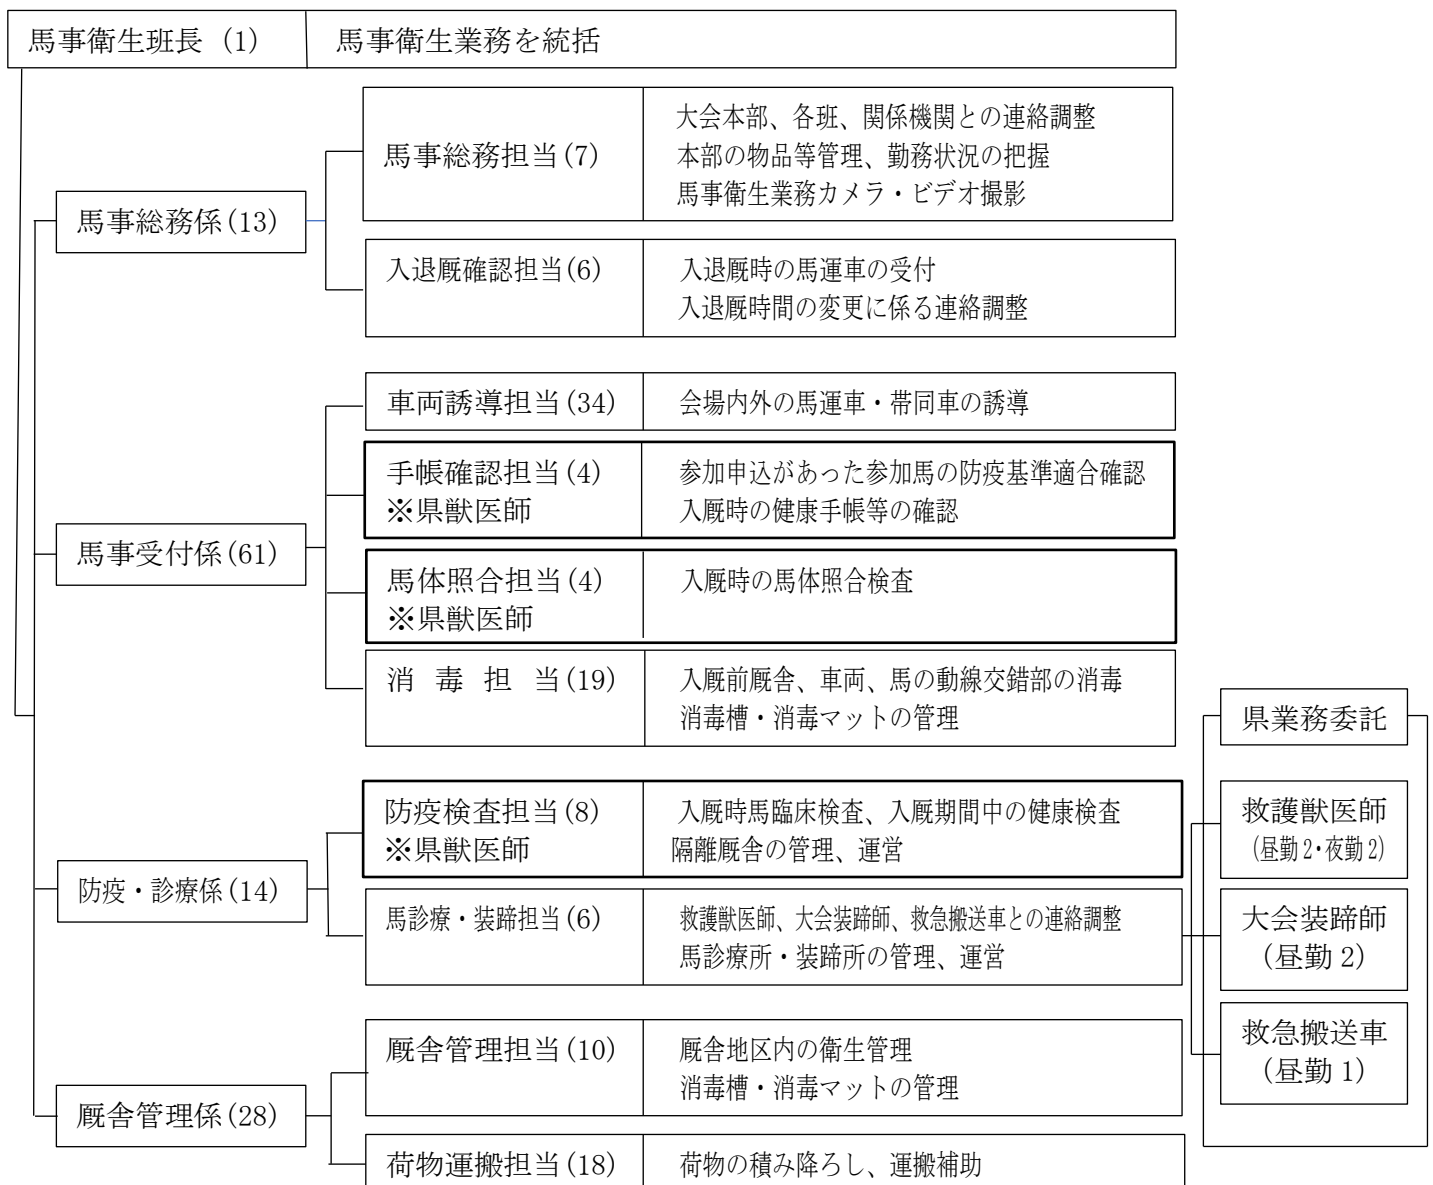 馬事衛生班長 (1) 馬事衛生業務を統括
馬事総務係(13)
馬事総務担当(7)
大会本部、各班、関係機関との連絡調整
本部の物品等管理、勤務状況の把握
馬事衛生業務カメラ・ビデオ撮影
入退厩確認担当(6)
入退厩時の馬運車の受付
入退厩時間の変更に係る連絡調整
馬事受付係(61)
車両誘導担当(34)
会場内外の馬運車・帯同車の誘導
手帳確認担当(4)
※県獣医師
参加申込があった参加馬の防疫基準適合確認
入厩時の健康手帳等の確認
馬体照合担当(4)
※県獣医師
入厩時の馬体照合検査
消毒担当(19)
入厩前厩舎、車両、馬の動線交錯部の消毒
消毒槽・消毒マットの管理
防疫・診療係(14)
防疫検査担当(8)
※県獣医師
入厩時馬臨床検査、入厩期間中の健康検査
隔離厩舎の管理、運営
馬診療・装蹄担当(6)
救護獣医師、大会装蹄師、救急搬送車との連絡調整
馬診療所・装蹄所の管理、運営
県業務委託
救護獣医師
(昼勤2・夜勤2)
大会装蹄師
(昼勤2)
救急搬送車
(昼勤1)
厩舎管理係(28)
厩舎管理担当(10)
厩舎地区内の衛生管理
消毒槽・消毒マットの管理
荷物運搬担当(18)
荷物の積み降ろし、運搬補助